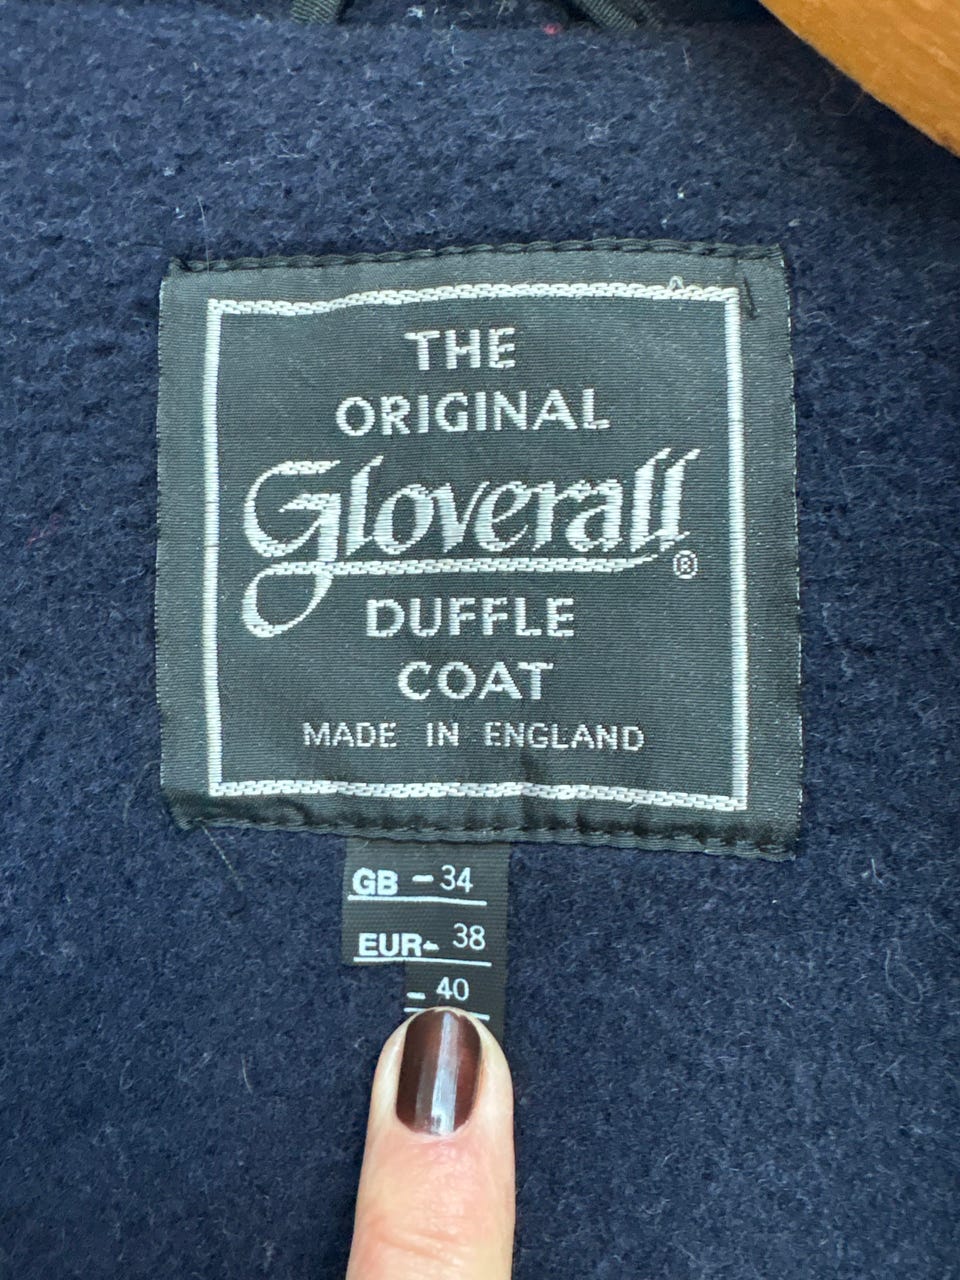 THE
ORIGINAL
Gloverall®
DUFFLE
COAT
MADE IN ENGLAND
GB - 34
EUR- 38
- 40